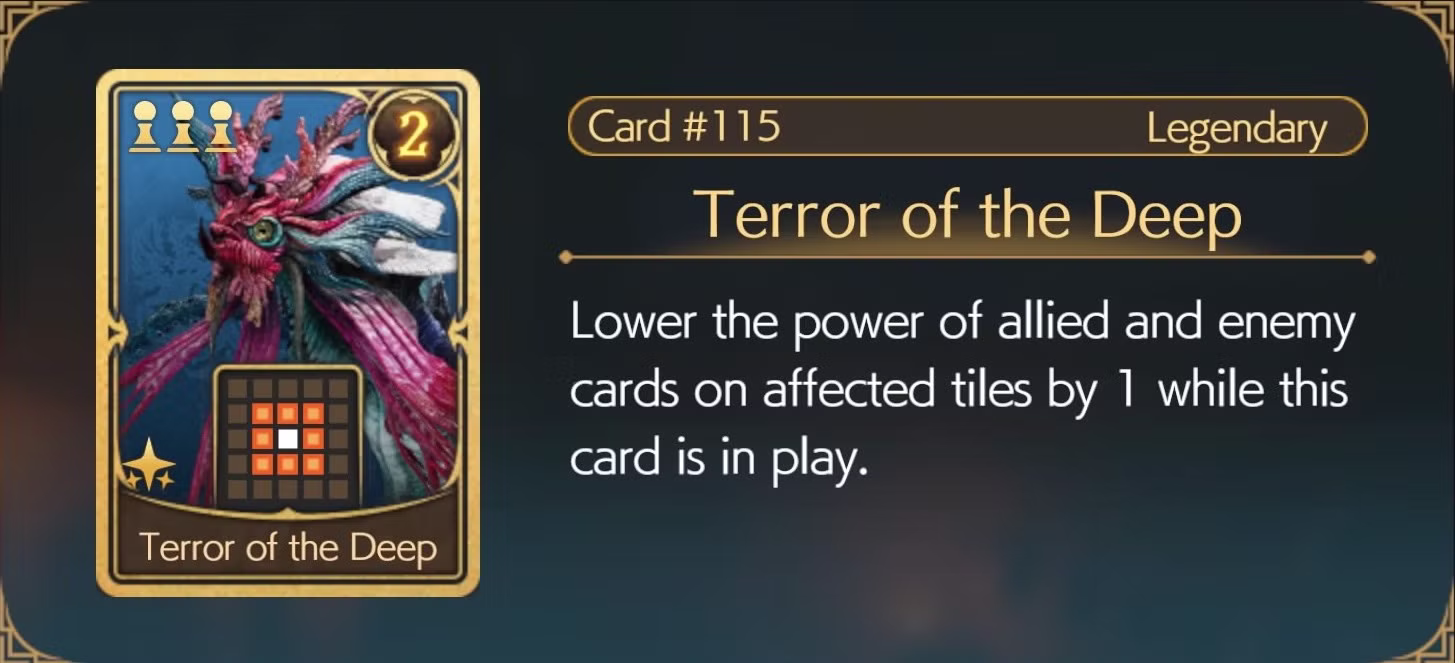 2
Terror of the Deep
Card #115 Legendary
Terror of the Deep
Lower the power of allied and enemy
cards on affected tiles by 1 while this
card is in play.